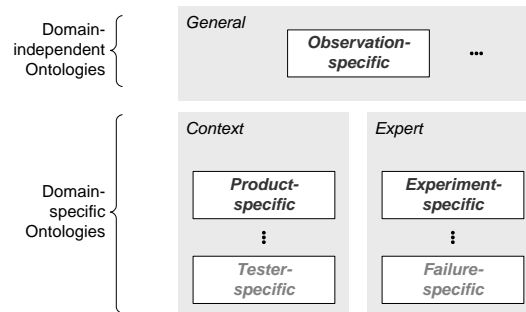 Domain-
independent
Ontologies
General
Observation-
specific
...
Domain-
specific
Ontologies
Context
Product-
specific
Tester-
specific
Expert
Experiment-
specific
Failure-
specific